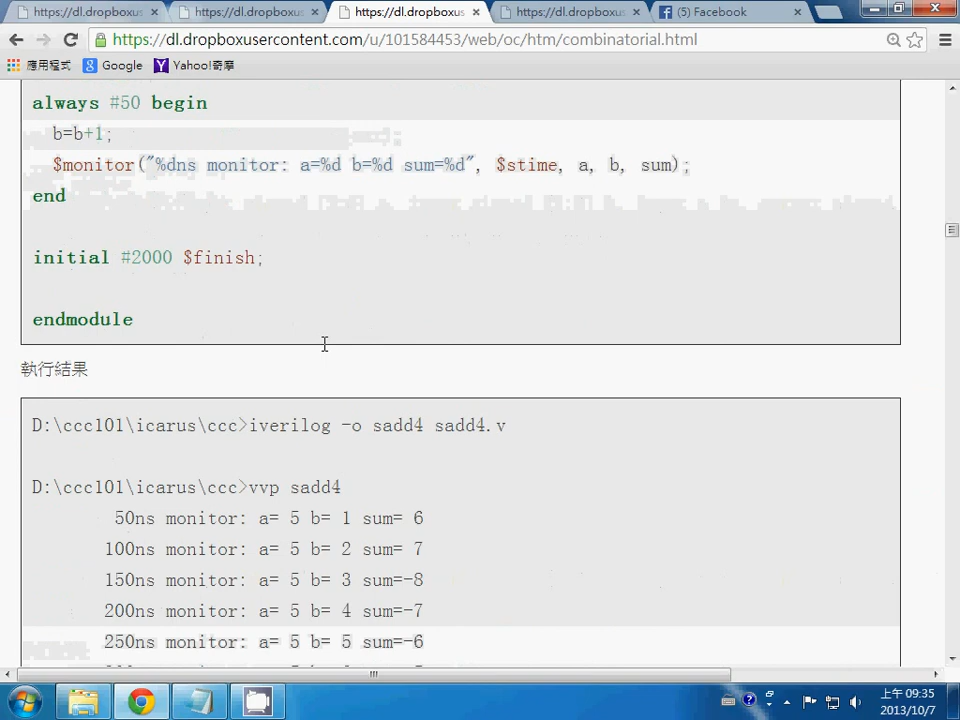 https://dl.dropboxus
https://dl.dropboxus
https://dl.dropboxus
https://dl.dropboxus
(5) Facebook
https://dl.dropboxusercontent.com/u/101584453/web/oc/htm/combinatorial.html
應用程式
Google
Yahoo!奇摩
always #50 begin
b=b+1;
$monitor("%dns monitor: a=%d b=%d sum=%d", $stime, a, b, sum);
end
initial #2000 $finish;
endmodule
執行結果
D:\ccc101\icarus\ccc>iverilog -o sadd4 sadd4.v
D:\ccc101\icarus\ccc>vvp sadd4
50ns monitor: a= 5 b= 1 sum= 6
100ns monitor: a= 5 b= 2 sum= 7
150ns monitor: a= 5 b= 3 sum=-8
200ns monitor: a= 5 b= 4 sum=-7
250ns monitor: a= 5 b= 5 sum=-6
上午 09:35
2013/10/7